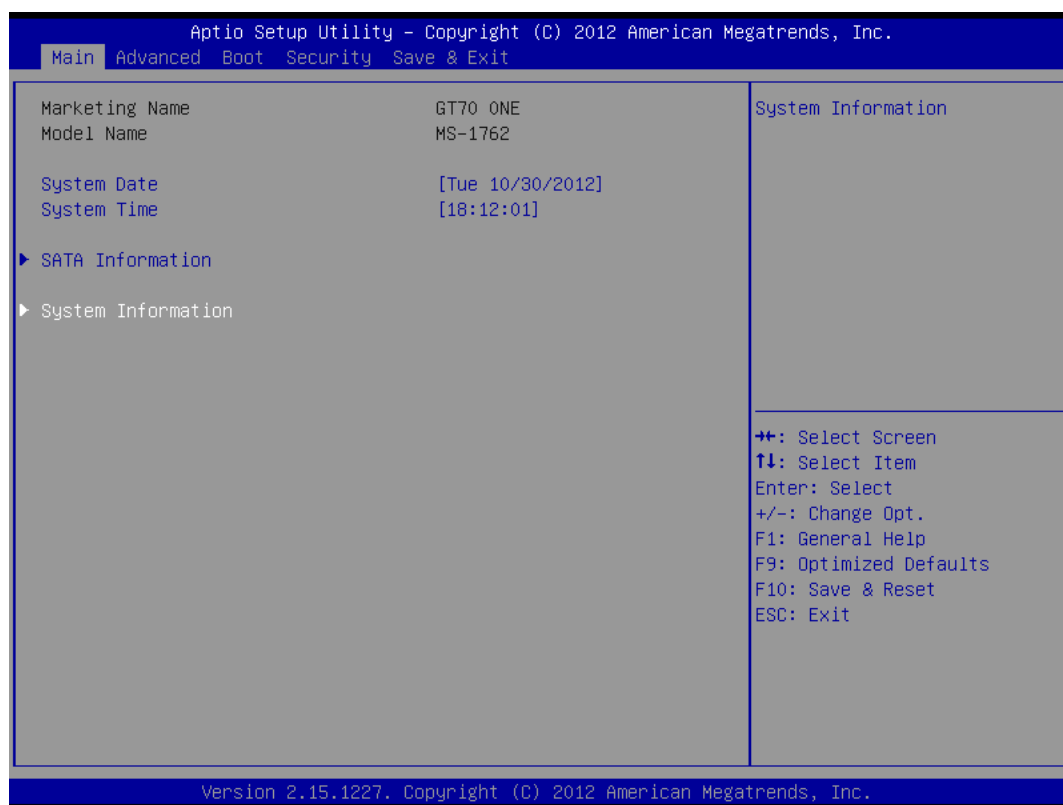 Aptio Setup Utility – Copyright (C) 2012 American Megatrends, Inc.
Main Advanced Boot Security Save & Exit
Marketing Name GT70 ONE
Model Name MS-1762
System Date [Tue 10/30/2012]
System Time [18:12:01]
▶ SATA Information
▶ System Information
System Information
→←: Select Screen
↑↓: Select Item
Enter: Select
+/-: Change Opt.
F1: General Help
F9: Optimized Defaults
F10: Save & Reset
ESC: Exit
Version 2.15.1227. Copyright (C) 2012 American Megatrends, Inc.